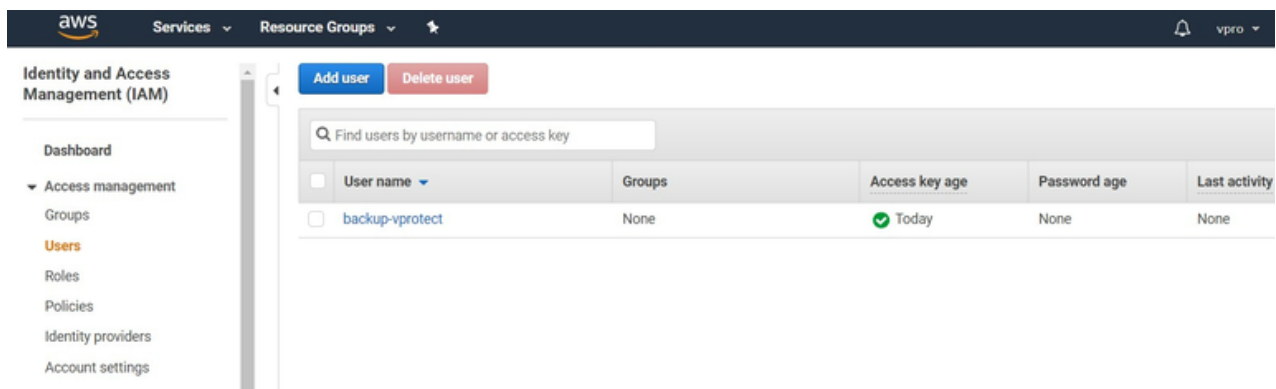 aws Services Resource Groups vpro
Identity and Access
Management (IAM)
Dashboard
Access management
Groups
Users
Roles
Policies
Identity providers
Account settings
Add user Delete user
Find users by username or access key
User name Groups Access key age Password age Last activity
backup-vprotect None Today None None